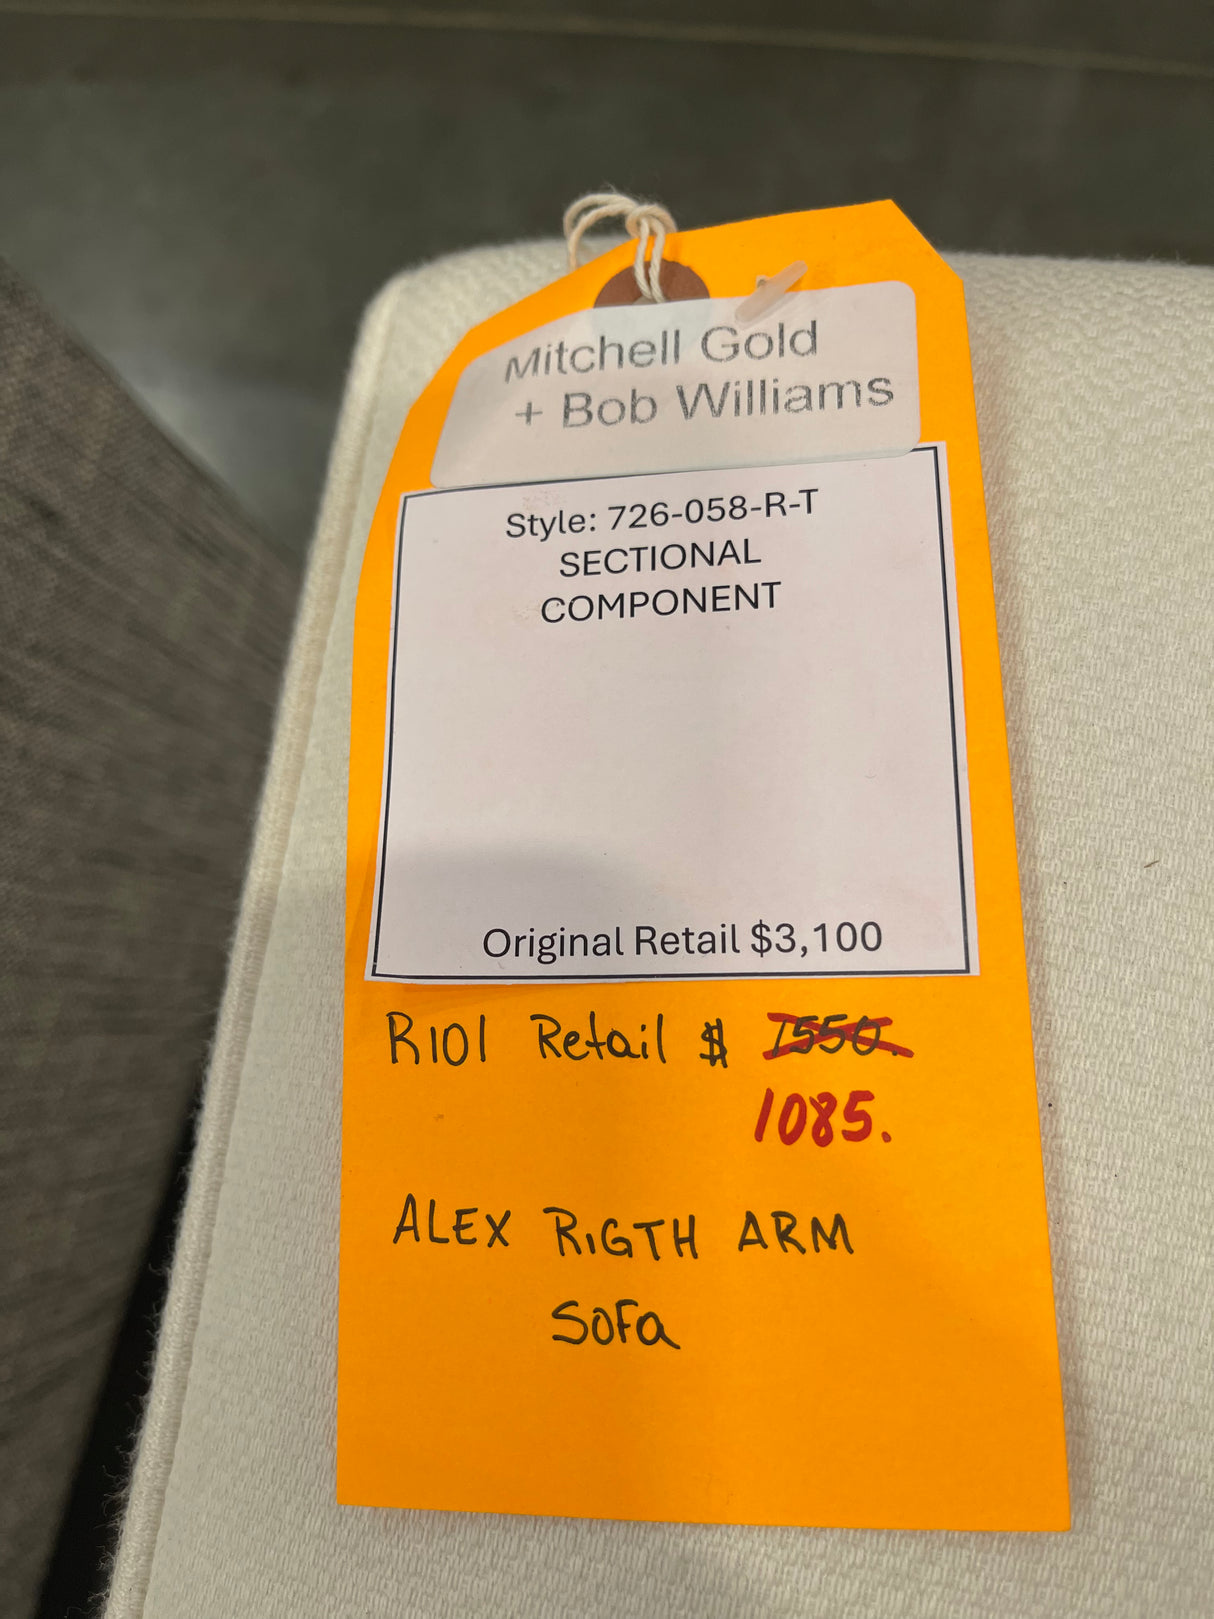 Mitchell Gold
+ Bob Williams
Style: 726-058-R-T
SECTIONAL
COMPONENT
Original Retail $3,100
R101 Retail $ 1550.
1085.
ALEX RIGTH ARM
SOFa